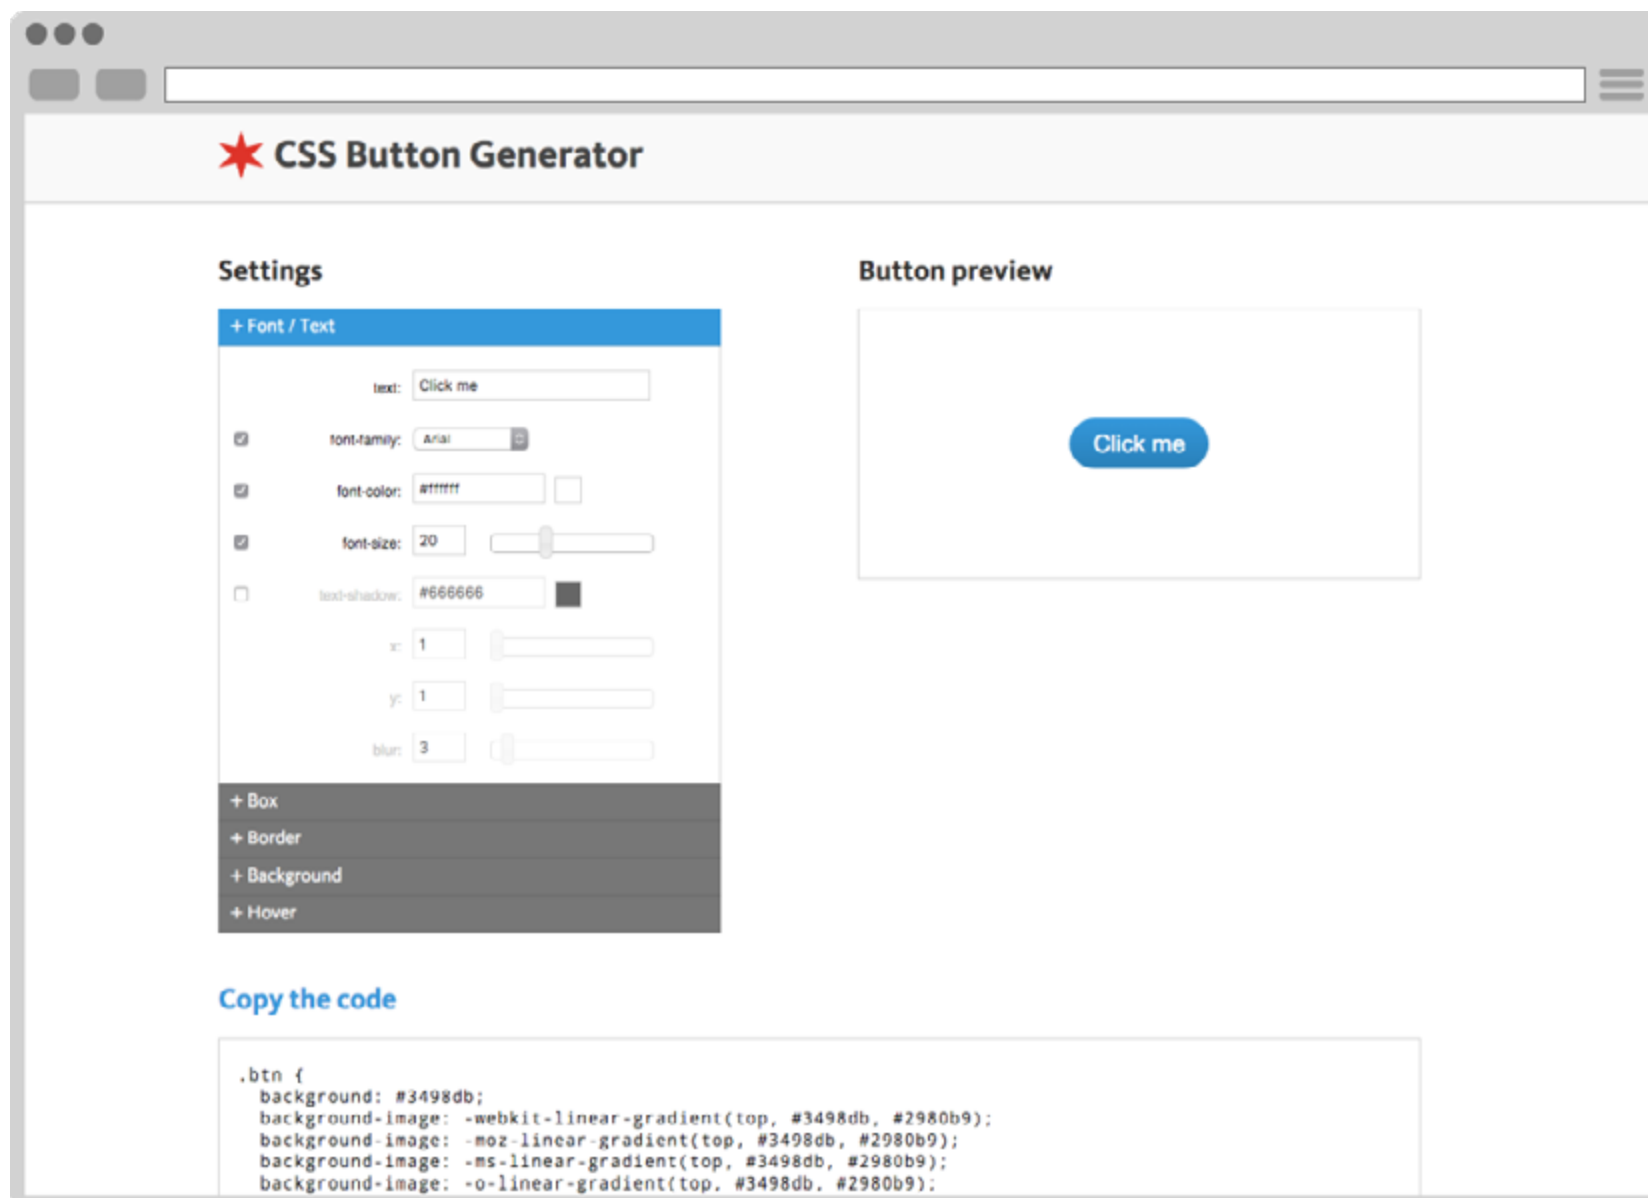 CSS Button Generator
Settings
+ Font / Text
text: Click me
font-family: Arial
font-color: #ffffff
font-size: 20
text-shadow: #666666
x: 1
y: 1
blur: 3
+ Box
+ Border
+ Background
+ Hover
Button preview
Click me
Copy the code
.btn {
background: #3498db;
background-image: -webkit-linear-gradient(top, #3498db, #2980b9);
background-image: -moz-linear-gradient(top, #3498db, #2980b9);
background-image: -ms-linear-gradient(top, #3498db, #2980b9);
background-image: -o-linear-gradient(top, #3498db, #2980b9);